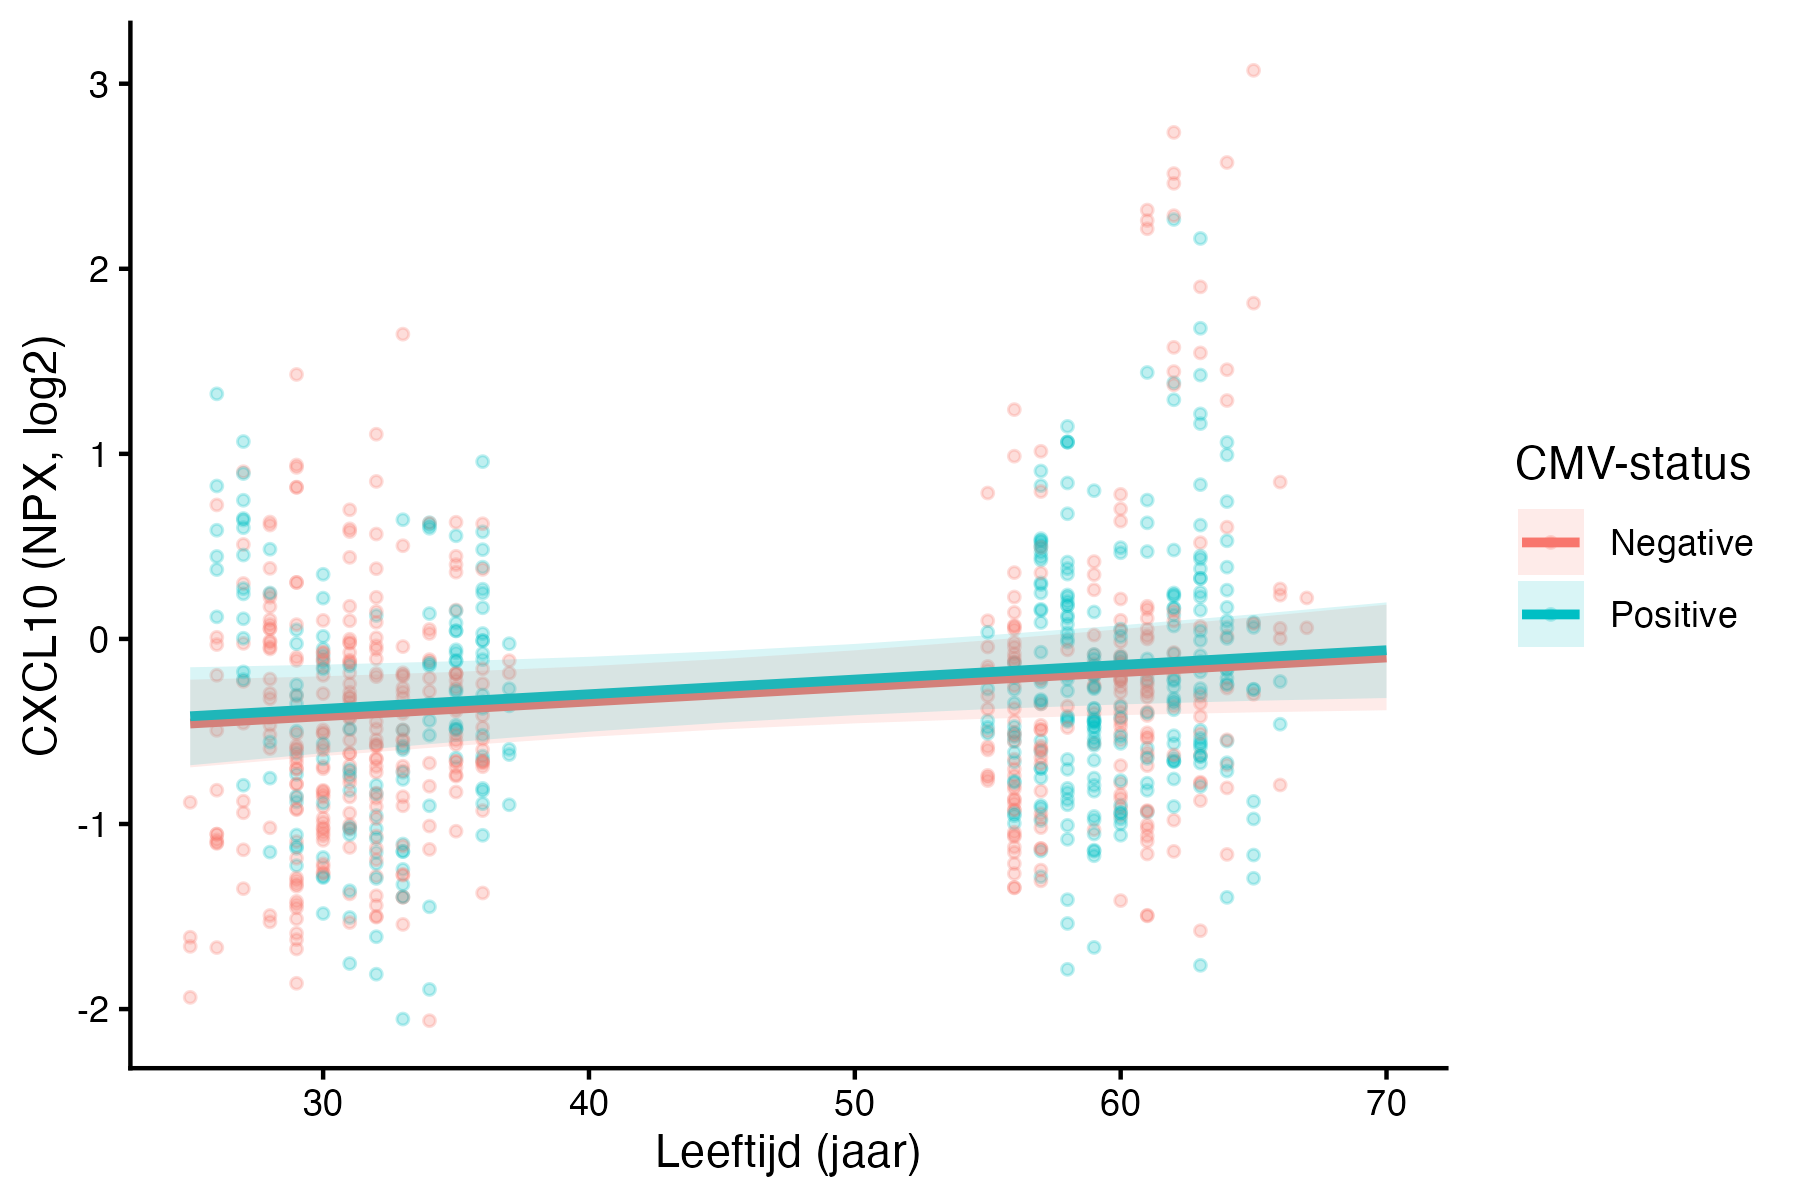 CXCL10 (NPX, log2)
3
2
1
0
-1
-2
30
40
50
60
70
Leeftijd (jaar)
CMV-status
Negative
Positive